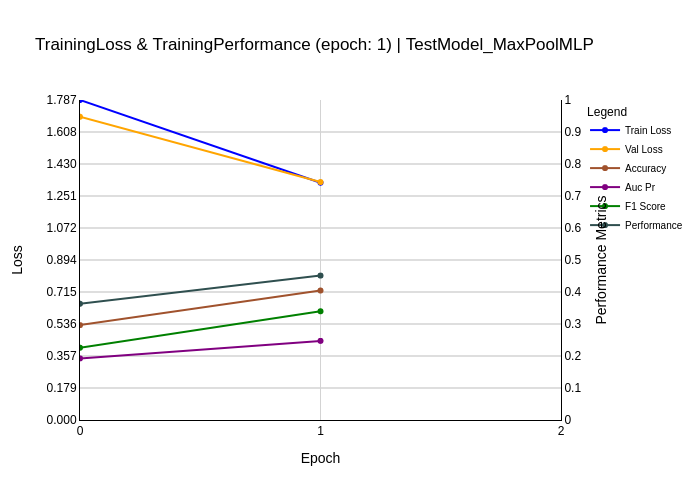 TrainingLoss & TrainingPerformance (epoch: 1) | TestModel_MaxPoolMLP
1.787
1.608
1.430
1.251
1.072
0.894
0.715
0.536
0.357
0.179
0.000
Loss
0
1
2
Epoch
1
0.9
0.8
0.7
0.6
0.5
0.4
0.3
0.2
0.1
0
Performance Metrics
Legend
Train Loss
Val Loss
Accuracy
Auc Pr
F1 Score
Performance